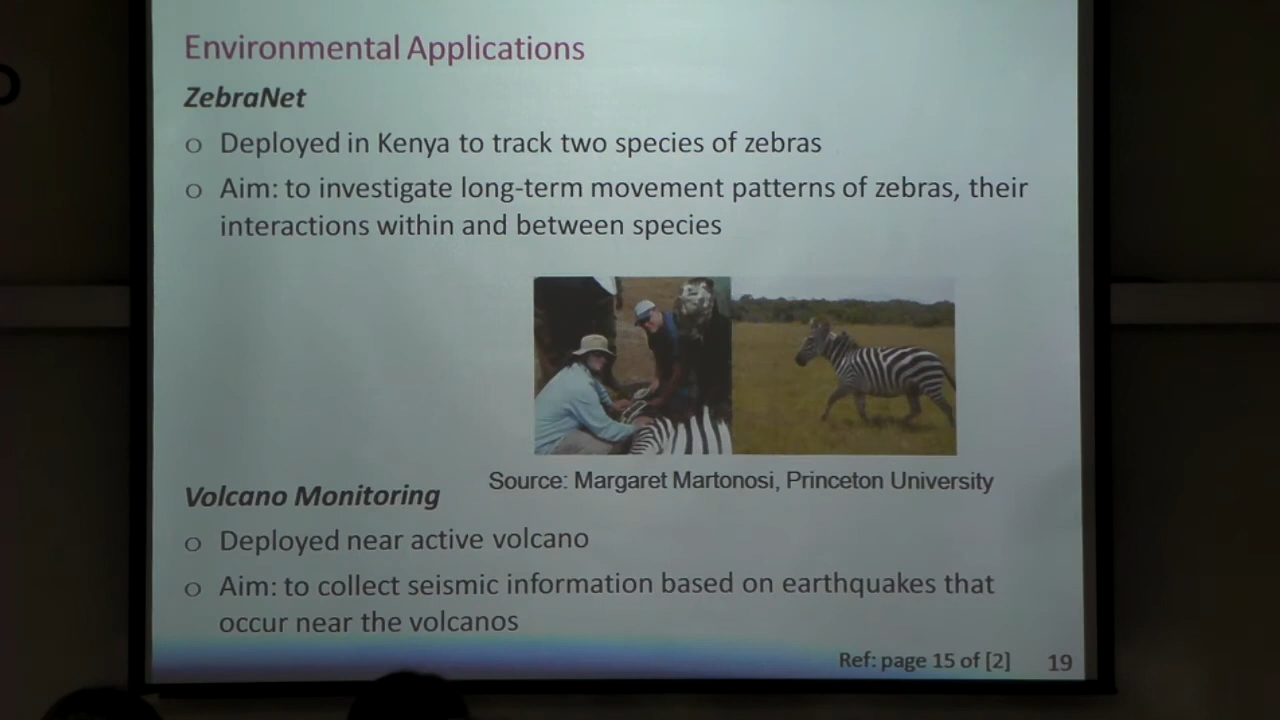 Environmental Applications
ZebraNet
o Deployed in Kenya to track two species of zebras
o Aim: to investigate long-term movement patterns of zebras, their
interactions within and between species
Source: Margaret Martonosi, Princeton University
Volcano Monitoring
o Deployed near active volcano
o Aim: to collect seismic information based on earthquakes that
occur near the volcanos
Ref: page 15 of [2] 19